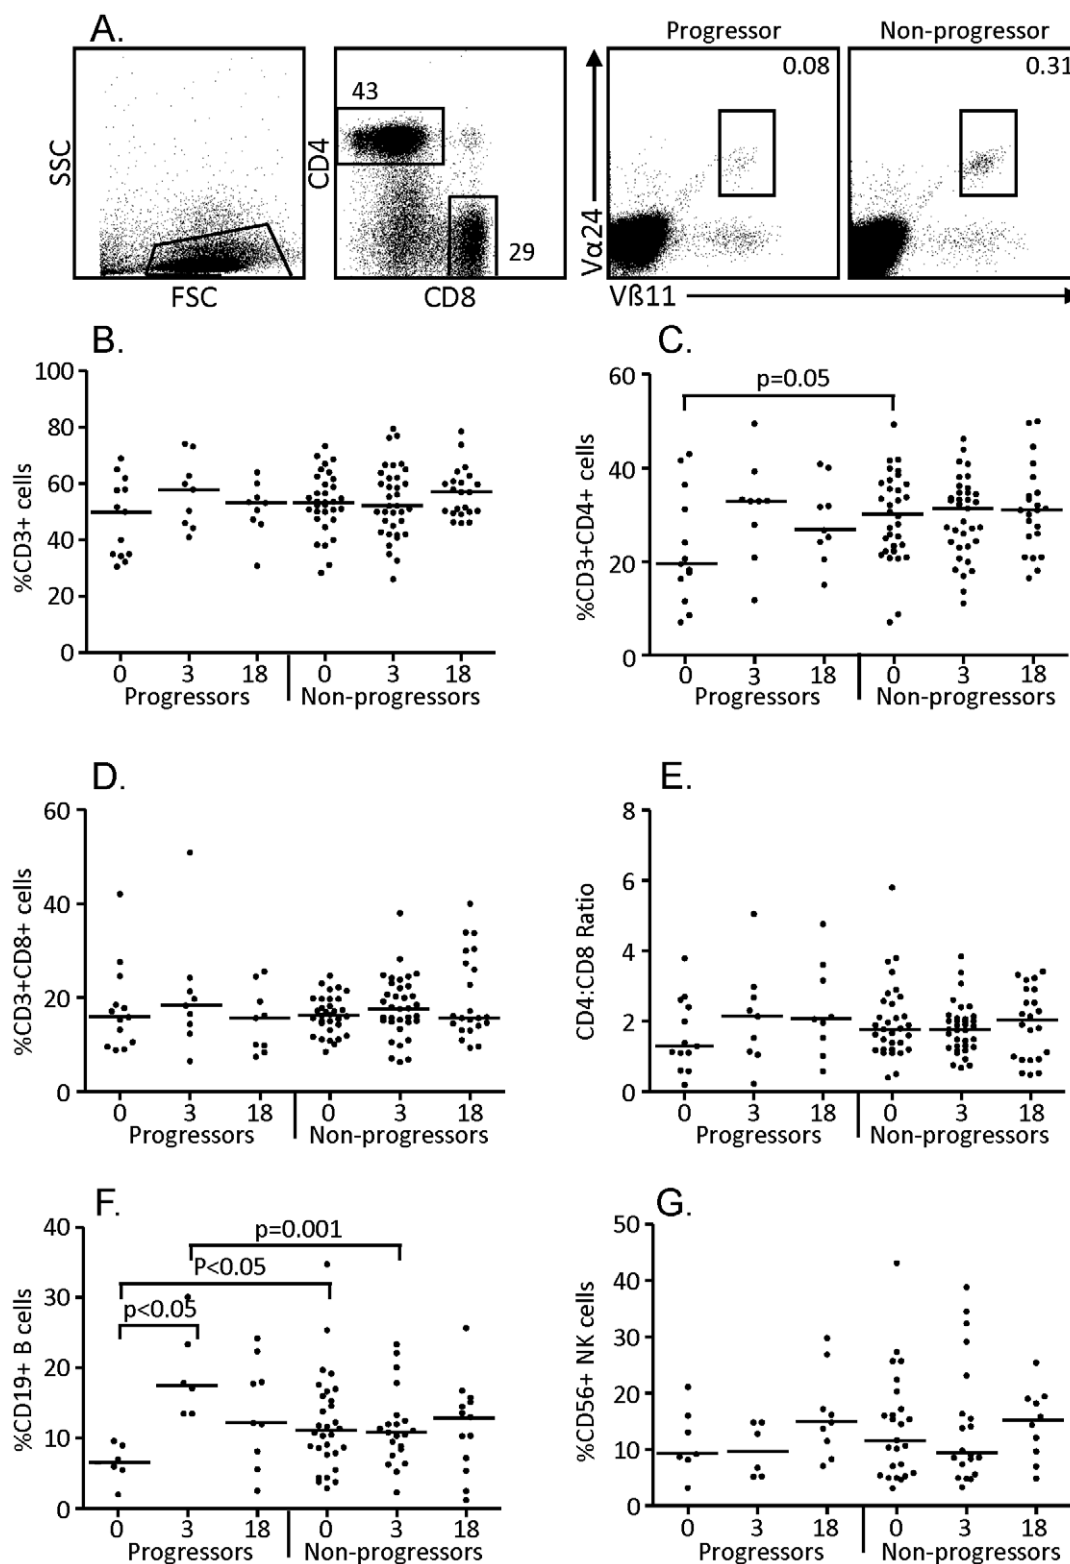 A.
Progressor
Non-progressor
SSC
FSC
43
CD4
29
CD8
0.08
0.31
Vα24
Vß11
B.
%CD3+ cells
100
80
60
40
20
0
0 3 18 0 3 18
Progressors Non-progressors
C.
p=0.05
%CD3+CD4+ cells
60
40
20
0
0 3 18 0 3 18
Progressors Non-progressors
D.
%CD3+CD8+ cells
60
40
20
0
0 3 18 0 3 18
Progressors Non-progressors
E.
CD4:CD8 Ratio
8
6
4
2
0
0 3 18 0 3 18
Progressors Non-progressors
F.
p=0.001
P<0.05
p<0.05
%CD19+ B cells
40
30
20
10
0
0 3 18 0 3 18
Progressors Non-progressors
G.
%CD56+ NK cells
50
40
30
20
10
0
0 3 18 0 3 18
Progressors Non-progressors